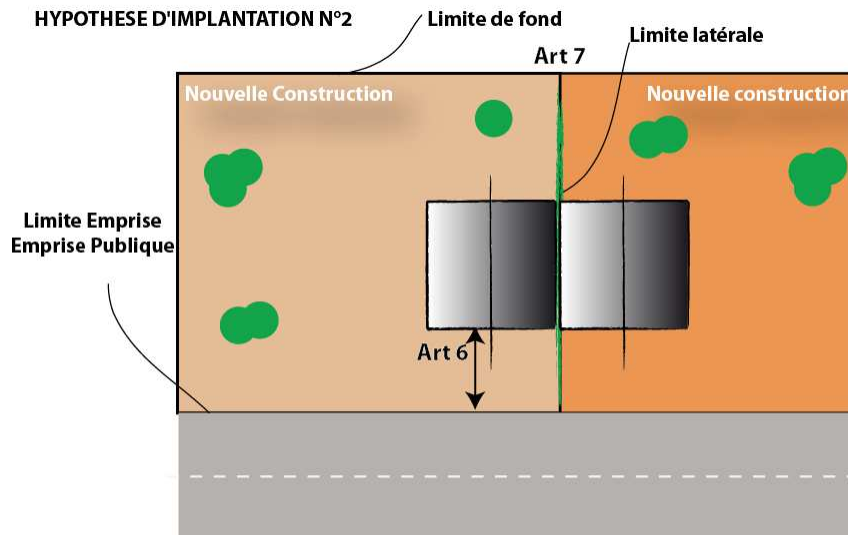 HYPOTHESE D'IMPLANTATION N°2
Limite de fond
Limite latérale
Art 7
Nouvelle Construction
Nouvelle construction
Limite Emprise
Emprise Publique
Art 6